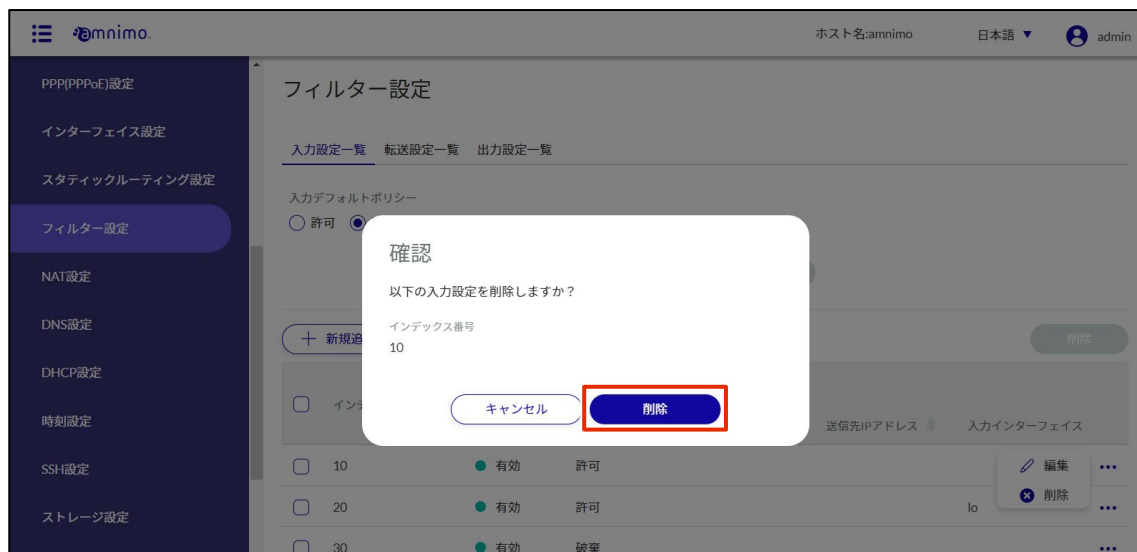 amnimo.
ホスト名:amnimo
日本語 ▼
admin
PPP(PPPoE)設定
インターフェイス設定
スタティックルーティング設定
フィルター設定
NAT設定
DNS設定
DHCP設定
時刻設定
SSH設定
ストレージ設定
フィルター設定
入力設定一覧 転送設定一覧 出力設定一覧
入力デフォルトポリシー
許可
確認
以下の入力設定を削除しますか？
インデックス番号
10
キャンセル 削除
＋ 新規追
削除
インデ
送信先IPアドレス 入力インターフェイス
10 有効 許可
編集
削除
20 有効 許可 lo
30 有効 破棄